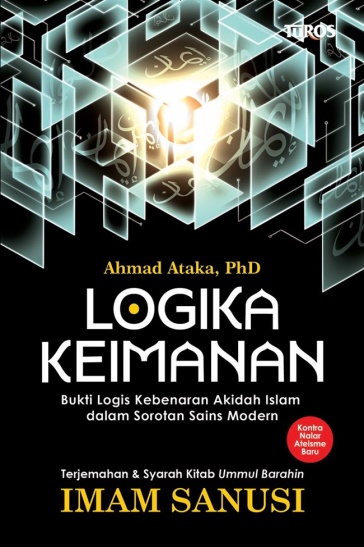 TUROS
Ahmad Ataka, PhD
LOGIKA
KEIMANAN
Bukti Logis Kebenaran Akidah Islam
dalam Sorotan Sains Modern
Kontra
Nalar
Ateisme
Baru
Terjemahan & Syarah Kitab Ummul Barahin
IMAM SANUSI